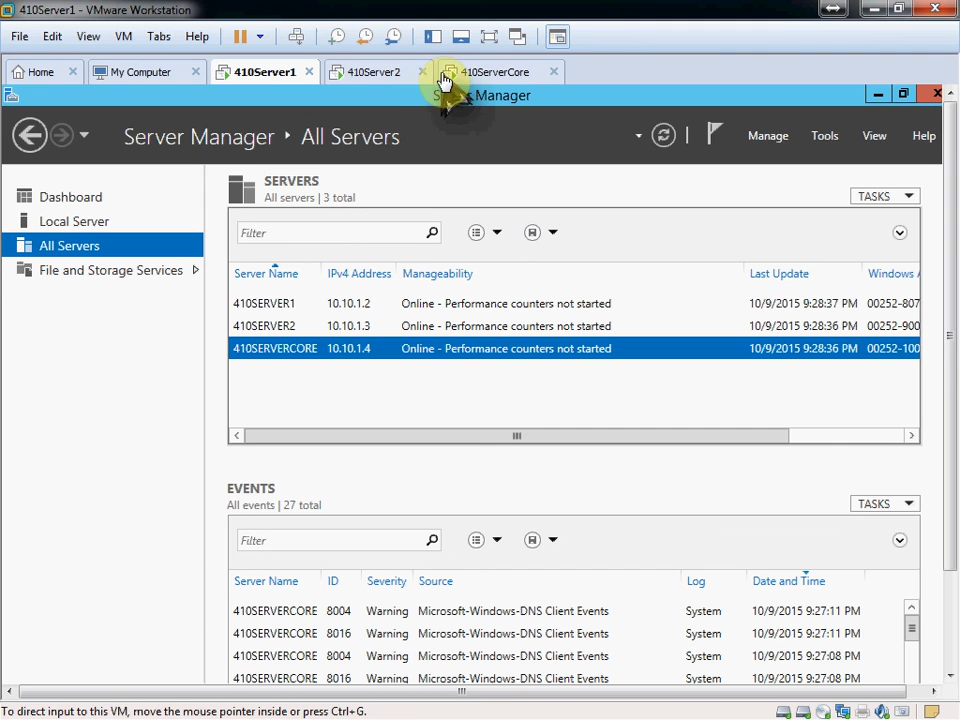 410Server1 - VMware Workstation
File Edit View VM Tabs Help
Home My Computer 410Server1 410Server2 410ServerCore
Manager
Server Manager All Servers Manage Tools View Help
Dashboard
Local Server
All Servers
File and Storage Services
SERVERS
All servers | 3 total TASKS
Filter
Server Name IPv4 Address Manageability Last Update Windows A
410SERVER1 10.10.1.2 Online - Performance counters not started 10/9/2015 9:28:37 PM 00252-807
410SERVER2 10.10.1.3 Online - Performance counters not started 10/9/2015 9:28:36 PM 00252-900
410SERVERCORE 10.10.1.4 Online - Performance counters not started 10/9/2015 9:28:36 PM 00252-100
EVENTS
All events | 27 total TASKS
Filter
Server Name ID Severity Source Log Date and Time
410SERVERCORE 8004 Warning Microsoft-Windows-DNS Client Events System 10/9/2015 9:27:11 PM
410SERVERCORE 8016 Warning Microsoft-Windows-DNS Client Events System 10/9/2015 9:27:11 PM
410SERVERCORE 8004 Warning Microsoft-Windows-DNS Client Events System 10/9/2015 9:27:08 PM
410SERVERCORE 8016 Warning Microsoft-Windows-DNS Client Events System 10/9/2015 9:27:08 PM
To direct input to this VM, move the mouse pointer inside or press Ctrl+G.